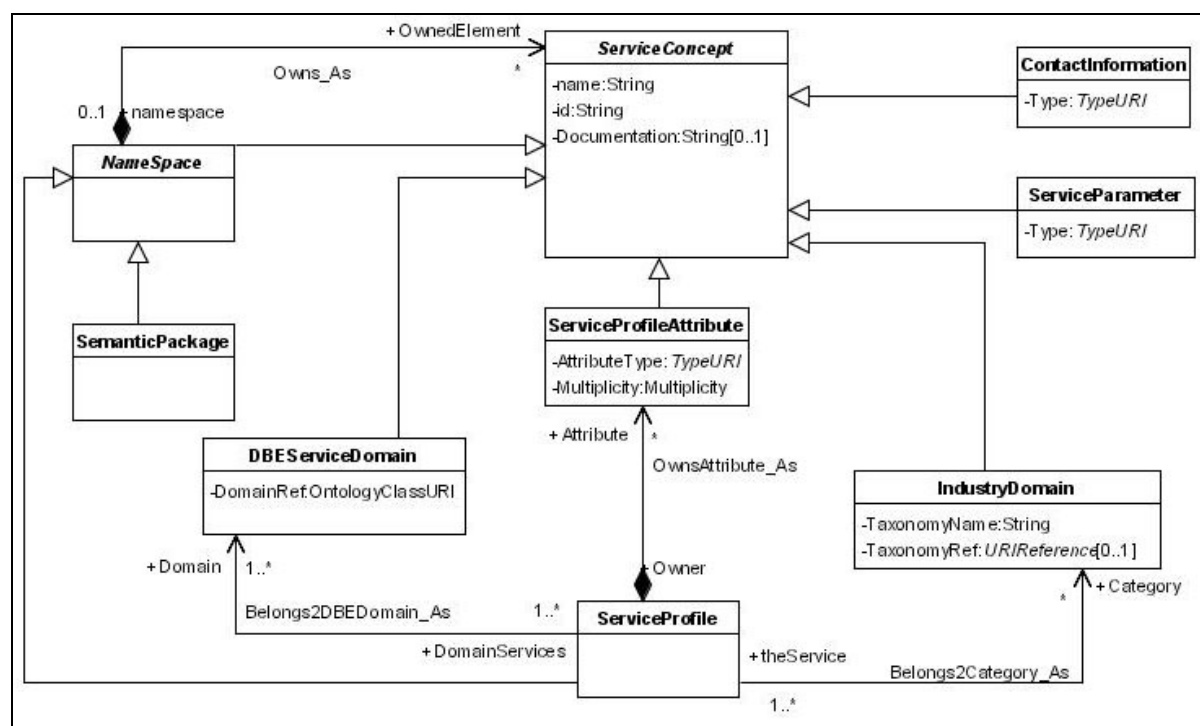 + OwnedElement
Owns_As
*
0..1
+ namespace
NameSpace
SemanticPackage
ServiceConcept
-name:String
-id:String
-Documentation:String[0..1]
ContactInformation
-Type: TypeURI
ServiceParameter
-Type: TypeURI
ServiceProfileAttribute
-AttributeType: TypeURI
-Multiplicity:Multiplicity
+ Attribute
*
OwnsAttribute_As
DBEServiceDomain
-DomainRef:OntologyClassURI
IndustryDomain
-TaxonomyName:String
-TaxonomyRef:URIReference[0..1]
+Domain
1..*
+Owner
+Category
*
Belongs2DBEDomain_As
1..*
ServiceProfile
+DomainServices
+theService
Belongs2Category_As
1..*